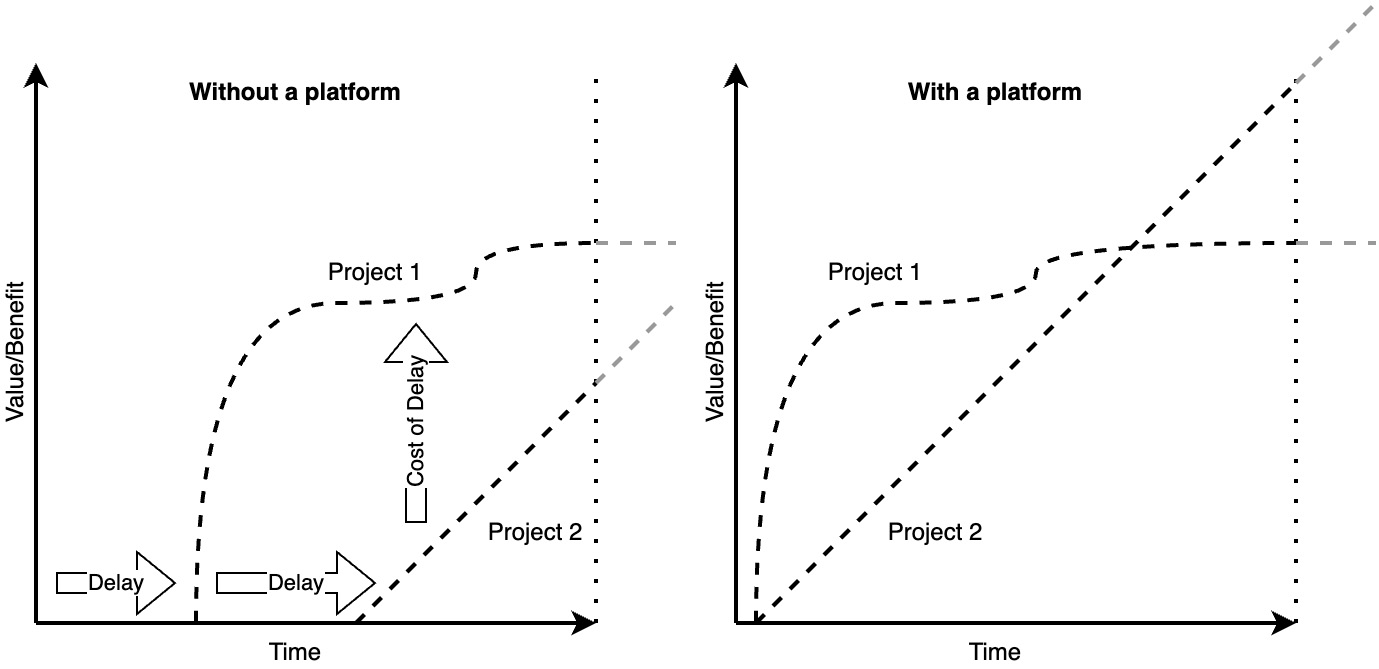 Without a platform
Project 1
Value/Benefit
Cost of Delay
Project 2
Delay
Delay
Time
With a platform
Project 1
Value/Benefit
Project 2
Time